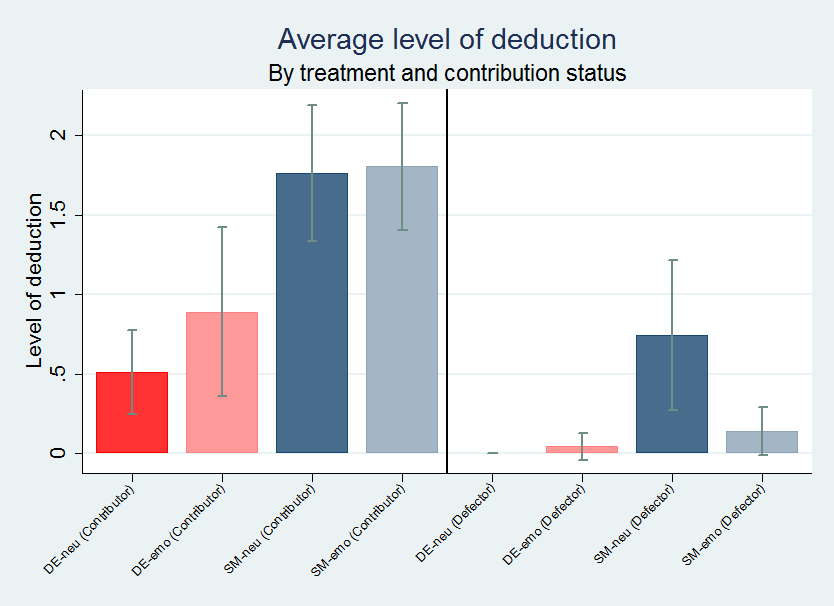 Average level of deduction
By treatment and contribution status
Level of deduction
2
1.5
1
.5
0
DE-neu (Contributor)
DE-emo (Contributor)
SM-neu (Contributor)
SM-emo (Contributor)
DE-neu (Defector)
DE-emo (Defector)
SM-neu (Defector)
SM-emo (Defector)